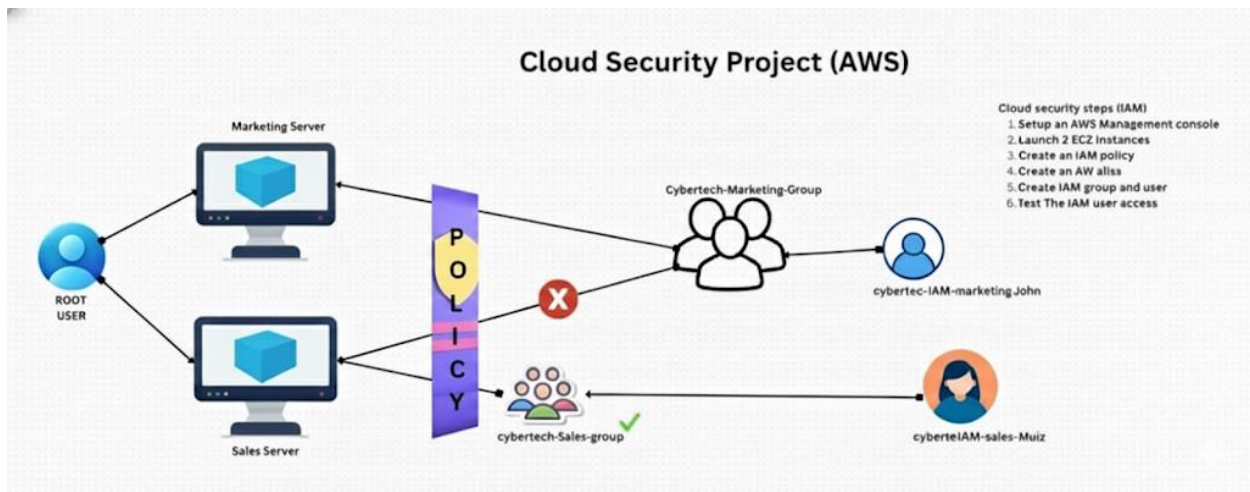 Cloud Security Project (AWS)
Cloud security steps (IAM)
1. Setup an AWS Management console
2. Launch 2 ECZ instances
3. Create an IAM policy
4. Create an AW aliss
5. Create IAM group and user
6. Test The IAM user access
Marketing Server
Cybertech-Marketing-Group
POLICY
X
ROOT
USER
cybertec-IAM-marketing John
cybertech-Sales-group
cyberteIAM-sales-Muiz
Sales Server